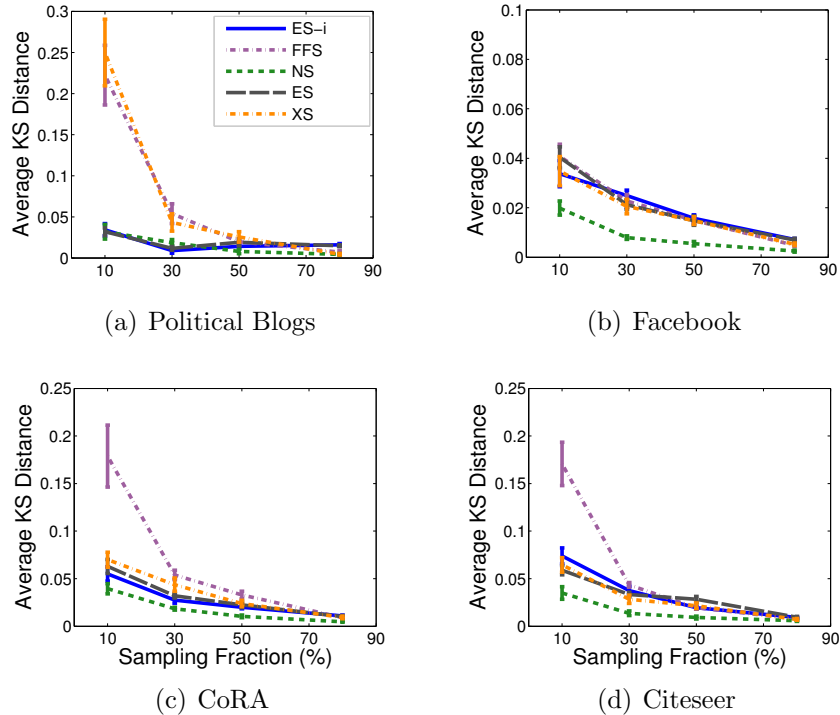 0.3
0.25
0.2
0.15
0.1
0.05
0
Average KS Distance
10 30 50 70 90
ES-i
FFS
NS
ES
XS
(a) Political Blogs
0.1
0.08
0.06
0.04
0.02
0
Average KS Distance
10 30 50 70 90
(b) Facebook
0.25
0.2
0.15
0.1
0.05
0
Average KS Distance
10 30 50 70 90
Sampling Fraction (%)
(c) CoRA
0.25
0.2
0.15
0.1
0.05
0
Average KS Distance
10 30 50 70 90
Sampling Fraction (%)
(d) Citeseer